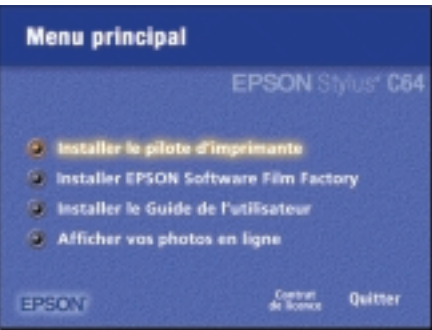 Menu principal
EPSON Stylus® C64
Installer le pilote d'imprimante
Installer EPSON Software Film Factory
Installer le Guide de l'utilisateur
Afficher vos photos en ligne
EPSON®
Contrat
de licence
Quitter